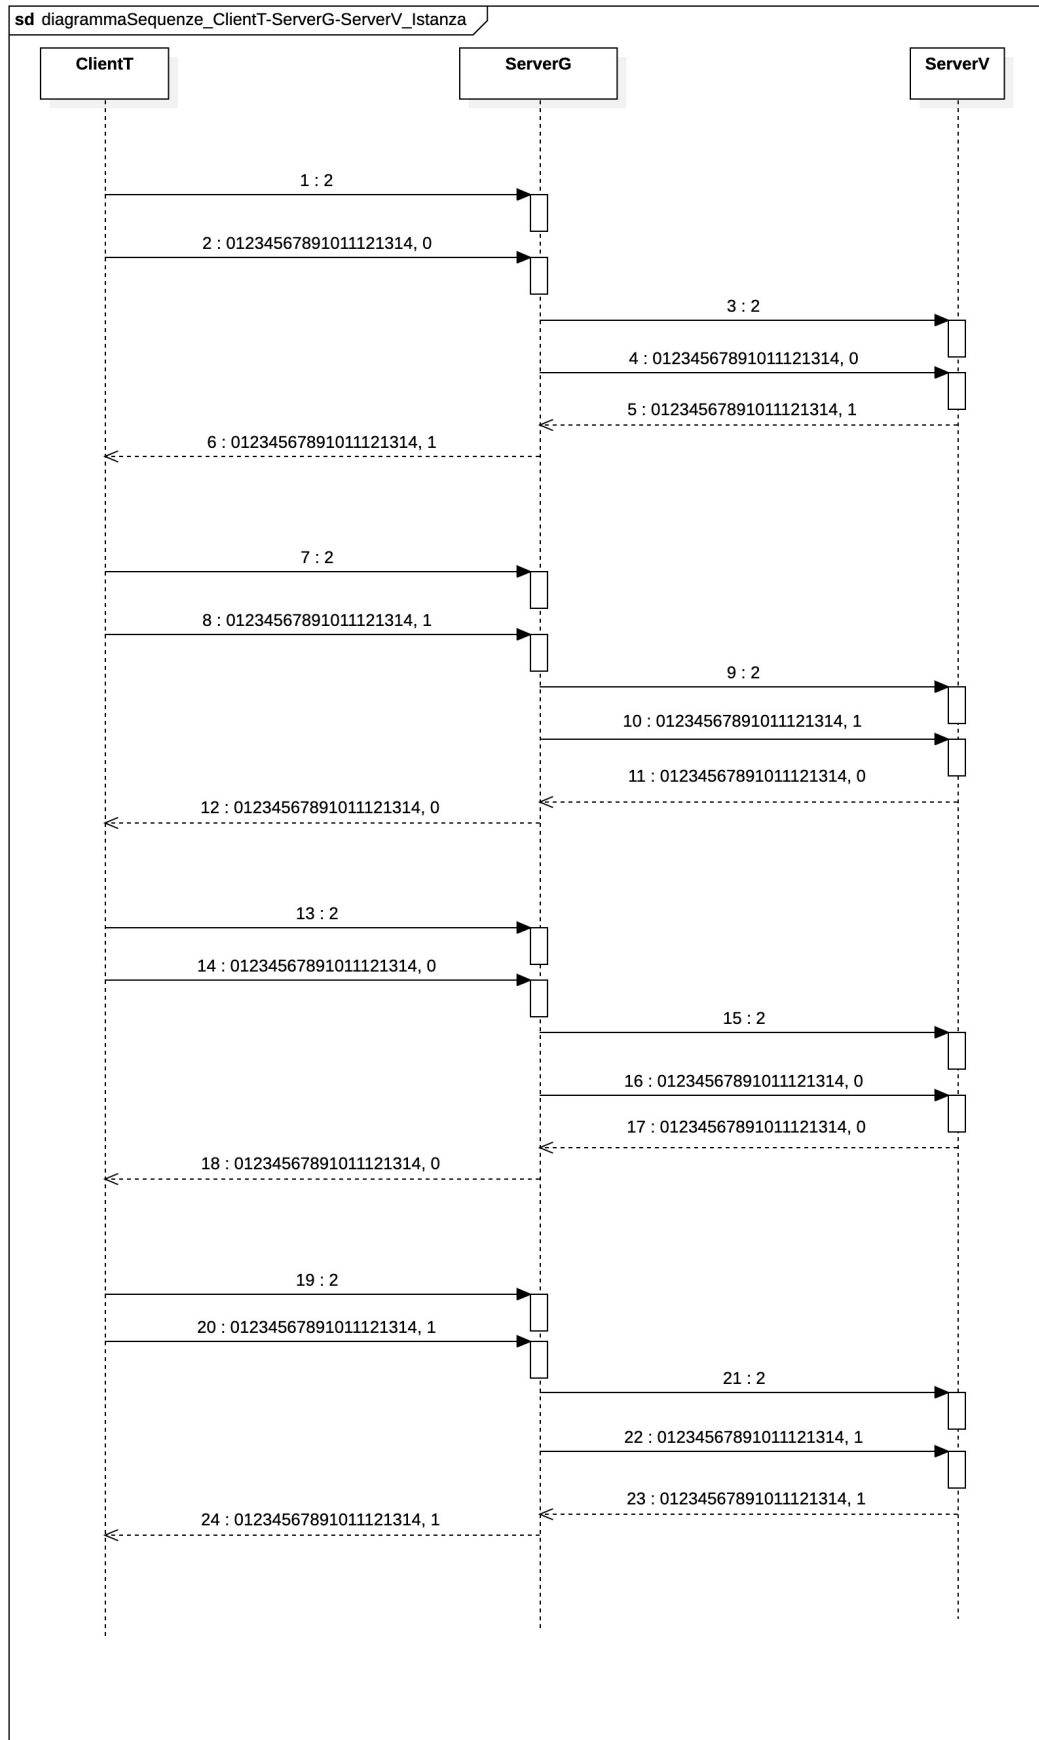 sd diagrammaSequenze_ClientT-ServerG-ServerV_Istanza
ClientT
ServerG
ServerV
1 : 2
2 : 01234567891011121314, 0
3 : 2
4 : 01234567891011121314, 0
5 : 01234567891011121314, 1
6 : 01234567891011121314, 1
7 : 2
8 : 01234567891011121314, 1
9 : 2
10 : 01234567891011121314, 1
11 : 01234567891011121314, 0
12 : 01234567891011121314, 0
13 : 2
14 : 01234567891011121314, 0
15 : 2
16 : 01234567891011121314, 0
17 : 01234567891011121314, 0
18 : 01234567891011121314, 0
19 : 2
20 : 01234567891011121314, 1
21 : 2
22 : 01234567891011121314, 1
23 : 01234567891011121314, 1
24 : 01234567891011121314, 1